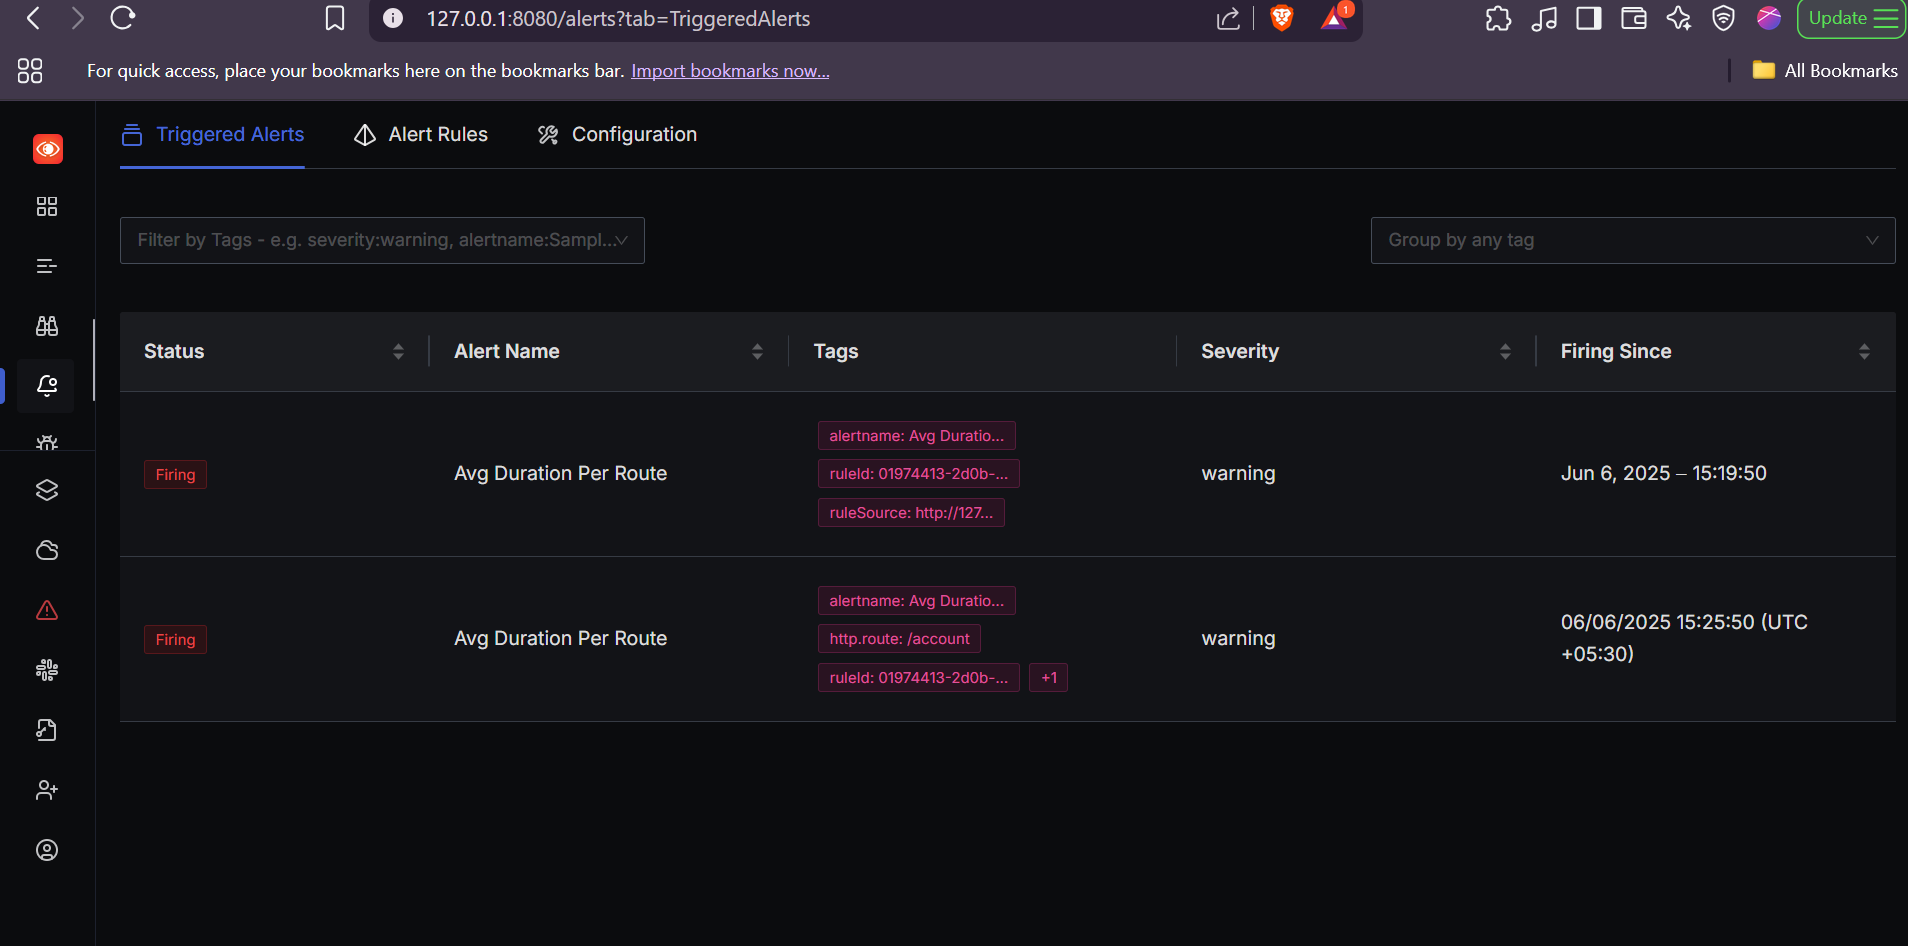 127.0.0.1:8080/alerts?tab=TriggeredAlerts
1
Update
For quick access, place your bookmarks here on the bookmarks bar. Import bookmarks now...
All Bookmarks
Triggered Alerts
Alert Rules
Configuration
Filter by Tags - e.g. severity:warning, alertname:Sampl...
Group by any tag
Status
Alert Name
Tags
Severity
Firing Since
Firing
Avg Duration Per Route
alertname: Avg Duratio...
ruleId: 01974413-2d0b-...
ruleSource: http://127...
warning
Jun 6, 2025 – 15:19:50
Firing
Avg Duration Per Route
alertname: Avg Duratio...
http.route: /account
ruleId: 01974413-2d0b-...
+1
warning
06/06/2025 15:25:50 (UTC
+05:30)